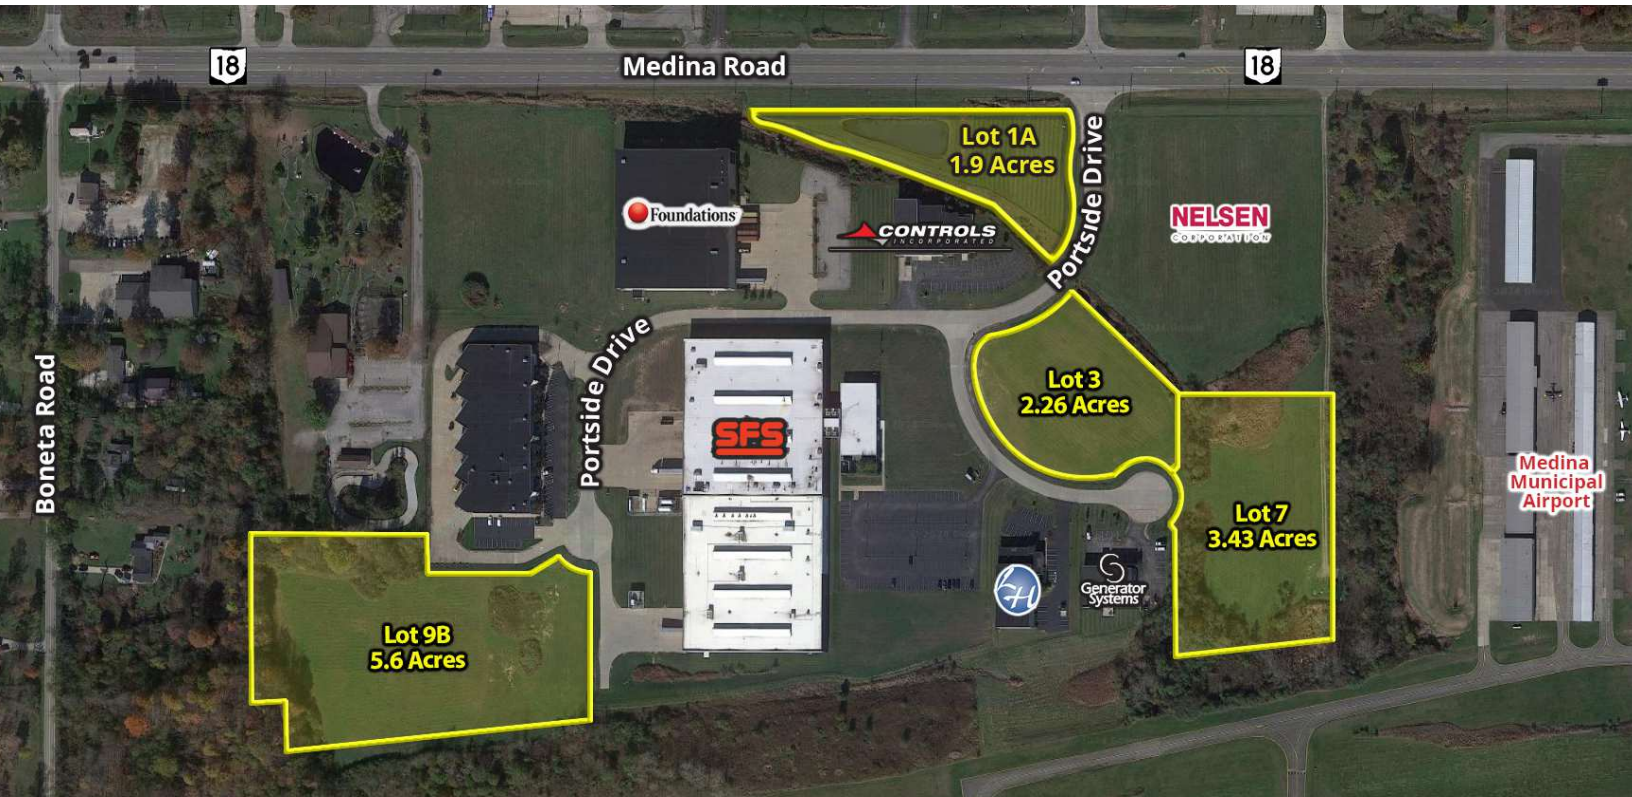 18
Medina Road
18
Lot 1A
1.9 Acres
Portside Drive
Foundations
CONTROLS
INCORPORATED
NELSEN
CORPORATION
Portside Drive
Boneta Road
Lot 3
2.26 Acres
SFS
Medina
Municipal
Airport
Lot 7
3.43 Acres
LH
Generator
Systems
Lot 9B
5.6 Acres